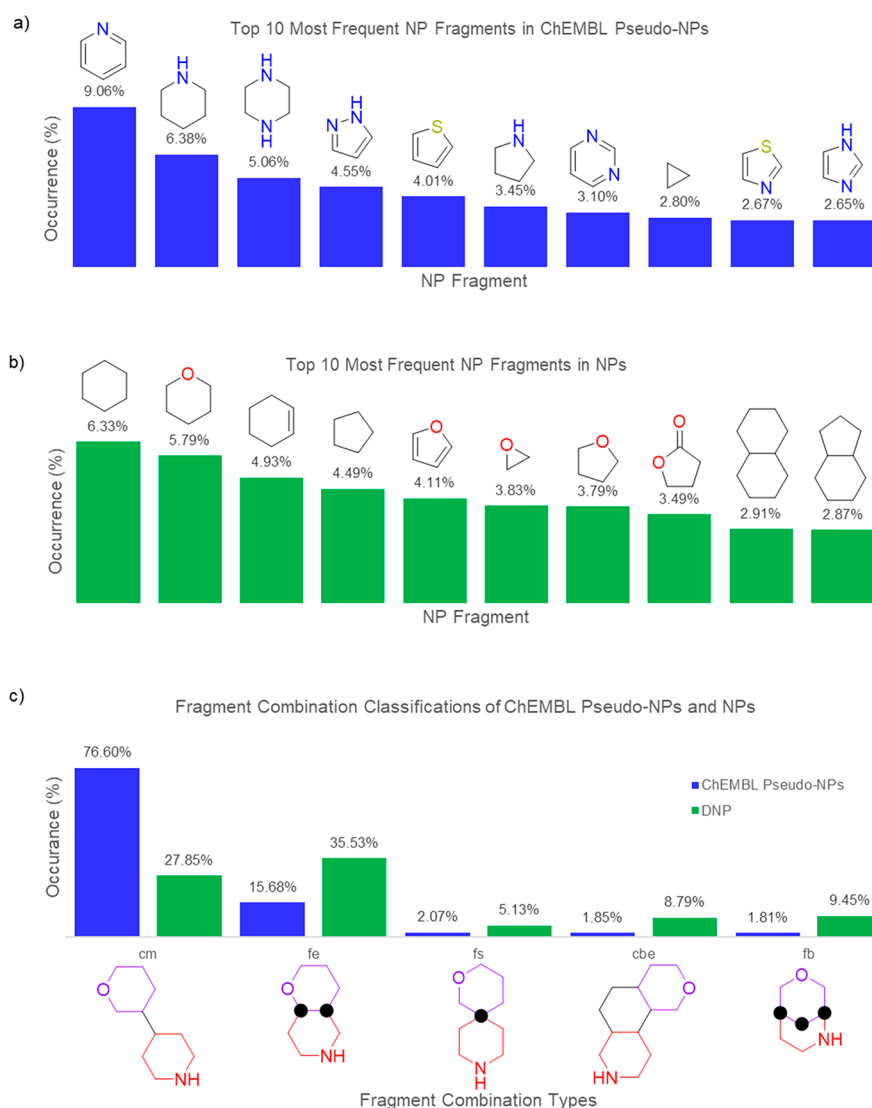 a)
Top 10 Most Frequent NP Fragments in ChEMBL Pseudo-NPs
Occurrence (%)
N
9.06%
H
N
6.38%
H
N
N
H
5.06%
H
N
N
4.55%
S
4.01%
H
N
3.45%
N
N
3.10%
2.80%
S
N
2.67%
H
N
N
2.65%
NP Fragment
b)
Top 10 Most Frequent NP Fragments in NPs
Occurrence (%)
6.33%
O
5.79%
4.93%
4.49%
O
4.11%
O
3.83%
O
3.79%
O
O
3.49%
2.91%
2.87%
NP Fragment
c)
Fragment Combination Classifications of ChEMBL Pseudo-NPs and NPs
Occurance (%)
ChEMBL Pseudo-NPs
DNP
76.60%
27.85%
15.68%
35.53%
2.07%
5.13%
1.85%
8.79%
1.81%
9.45%
cm
fe
fs
cbe
fb
O
NH
O
NH
O
N
H
O
HN
O
NH
Fragment Combination Types